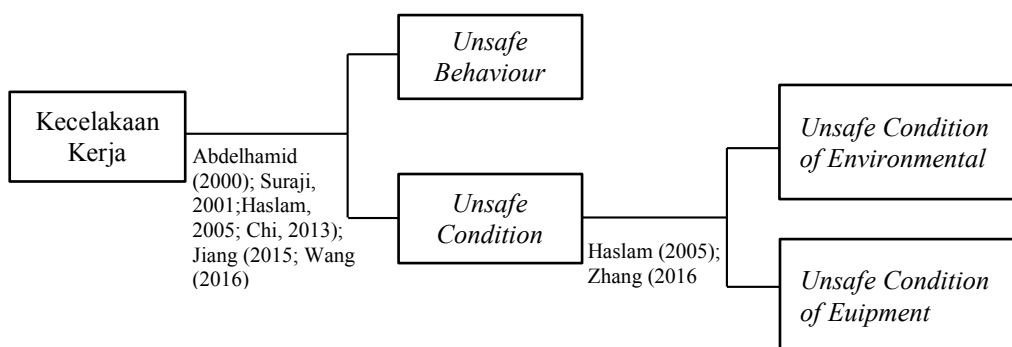 Kecelakaan
Kerja
Abdelhamid
(2000); Suraji,
2001;Haslam,
2005; Chi, 2013);
Jiang (2015; Wang
(2016)
Unsafe
Behaviour
Unsafe
Condition
Haslam (2005);
Zhang (2016
Unsafe Condition
of Environmental
Unsafe Condition
of Euipment